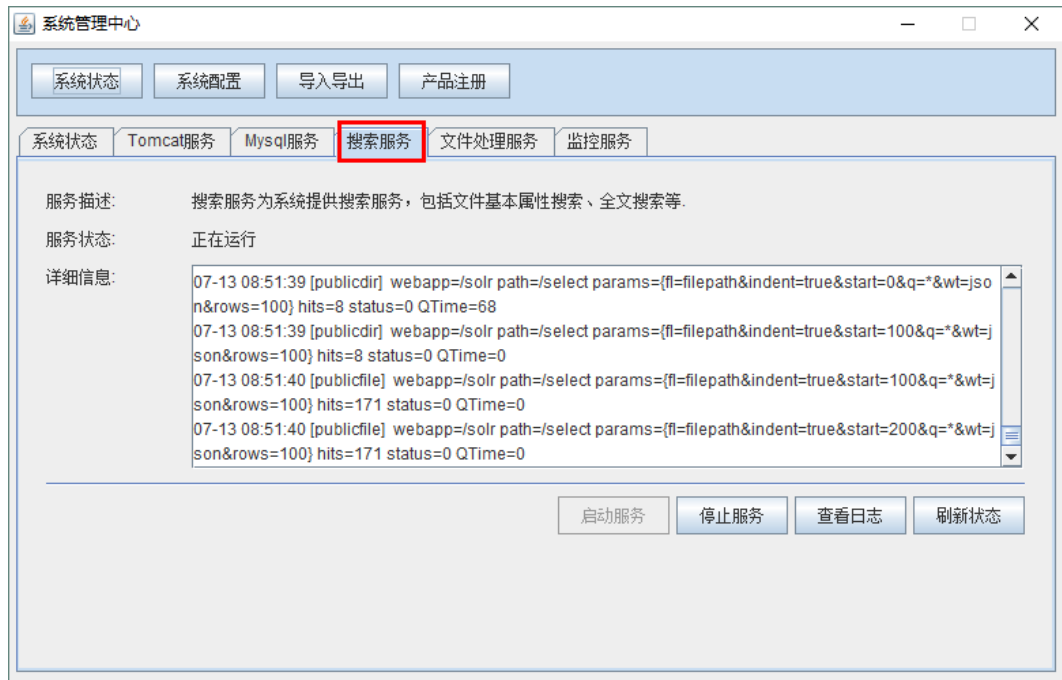 系统管理中心
系统状态 系统配置 导入导出 产品注册
系统状态 Tomcat服务 Mysql服务 搜索服务 文件处理服务 监控服务
服务描述: 搜索服务为系统提供搜索服务，包括文件基本属性搜索、全文搜索等.
服务状态: 正在运行
详细信息:
07-13 08:51:39 [publicdir]  webapp=/solr path=/select params={fl=filepath&indent=true&start=0&q=*&wt=jso
n&rows=100} hits=8 status=0 QTime=68
07-13 08:51:39 [publicdir]  webapp=/solr path=/select params={fl=filepath&indent=true&start=100&q=*&wt=j
son&rows=100} hits=8 status=0 QTime=0
07-13 08:51:40 [publicfile]  webapp=/solr path=/select params={fl=filepath&indent=true&start=100&q=*&wt=j
son&rows=100} hits=171 status=0 QTime=0
07-13 08:51:40 [publicfile]  webapp=/solr path=/select params={fl=filepath&indent=true&start=200&q=*&wt=j
son&rows=100} hits=171 status=0 QTime=0
启动服务 停止服务 查看日志 刷新状态